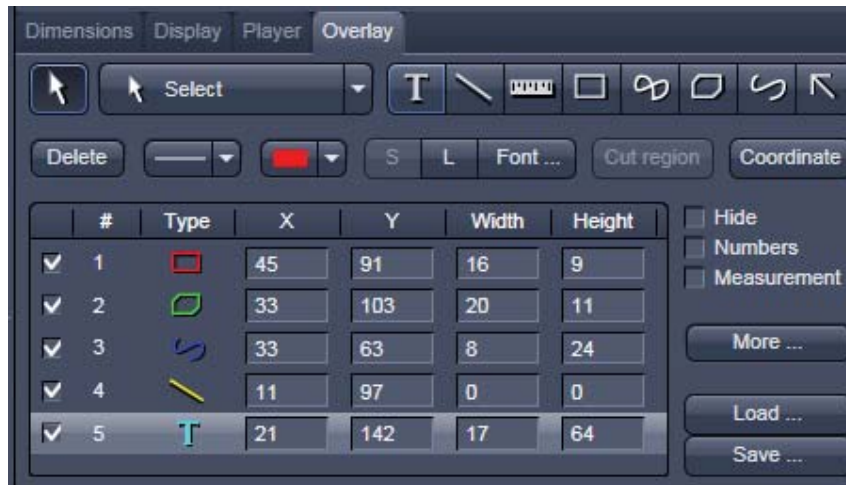 Dimensions Display Player Overlay
Select T
Delete S L Font ... Cut region Coordinate
# Type X Y Width Height Hide
Numbers
Measurement
1 45 91 16 9
2 33 103 20 11
3 33 63 8 24
More ...
4 11 97 0 0
Load ...
5 T 21 142 17 64
Save ...